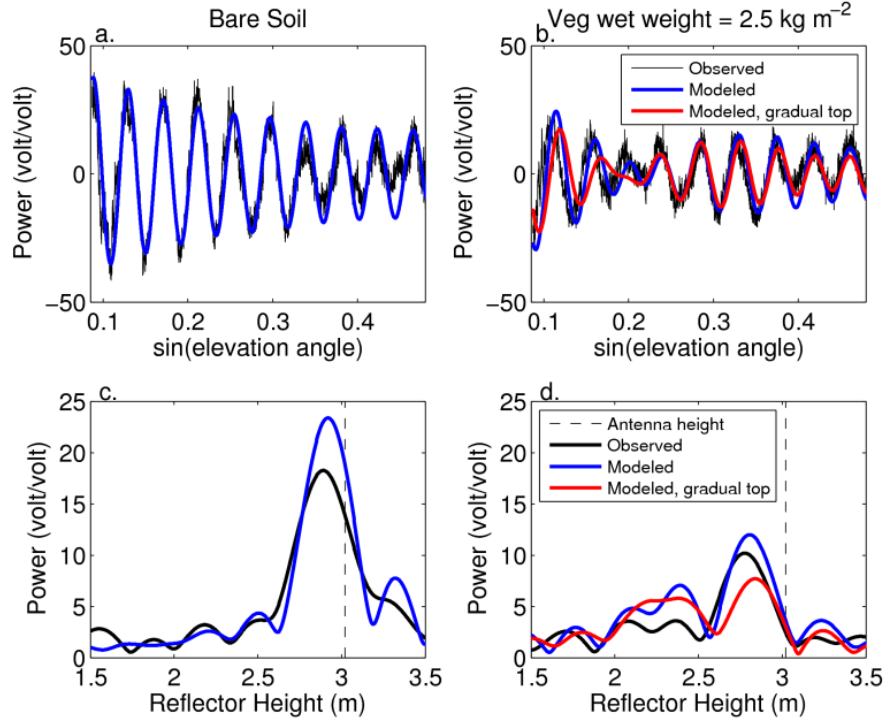 Bare Soil
Veg wet weight = 2.5 kg m⁻²
a.
50
0
−50
Power (volt/volt)
0.1 0.2 0.3 0.4
sin(elevation angle)
b.
50
0
−50
Power (volt/volt)
Observed
Modeled
Modeled, gradual top
0.1 0.2 0.3 0.4
sin(elevation angle)
c.
25
20
15
10
5
0
Power (volt/volt)
1.5 2 2.5 3 3.5
Reflector Height (m)
d.
25
20
15
10
5
0
Power (volt/volt)
Antenna height
Observed
Modeled
Modeled, gradual top
1.5 2 2.5 3 3.5
Reflector Height (m)